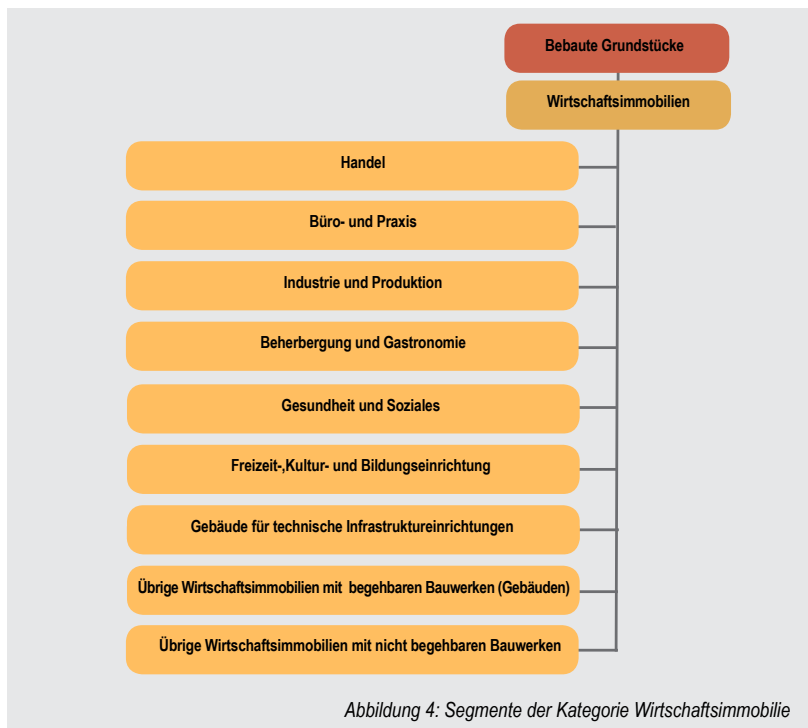 Bebaute Grundstücke
Wirtschaftsimmobilien
Handel
Büro- und Praxis
Industrie und Produktion
Beherbergung und Gastronomie
Gesundheit und Soziales
Freizeit-,Kultur- und Bildungseinrichtung
Gebäude für technische Infrastruktureinrichtungen
Übrige Wirtschaftsimmobilien mit begehbaren Bauwerken (Gebäuden)
Übrige Wirtschaftsimmobilien mit nicht begehbaren Bauwerken
Abbildung 4: Segmente der Kategorie Wirtschaftsimmobilie